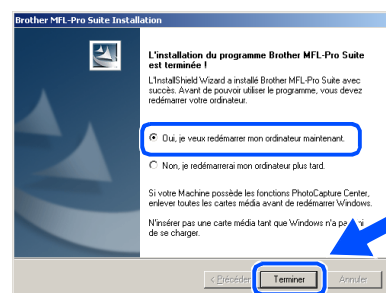 Brother MFL-Pro Suite Installation
L'installation du programme Brother MFL-Pro Suite
est terminée !
L'InstallShield Wizard a installé Brother MFL-Pro Suite avec
succès. Avant de pouvoir utiliser le programme, vous devez
redémarrer votre ordinateur.
Oui, je veux redémarrer mon ordinateur maintenant.
Non, je redémarrerai mon ordinateur plus tard.
Si votre Machine possède les fonctions PhotoCapture Center,
enlever toutes les cartes média avant de redémarrer Windows.
N'insérer pas une carte média tant que Windows n'a
de se charger.
< Précédent
Terminer
Annuler